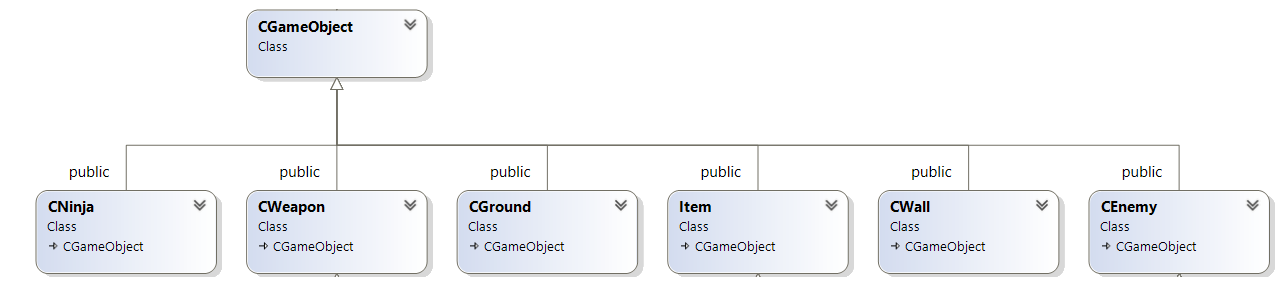 CGameObject
Class
public public public public public public
CNinja CWeapon CGround Item CWall CEnemy
Class Class Class Class Class Class
CGameObject CGameObject CGameObject CGameObject CGameObject CGameObject